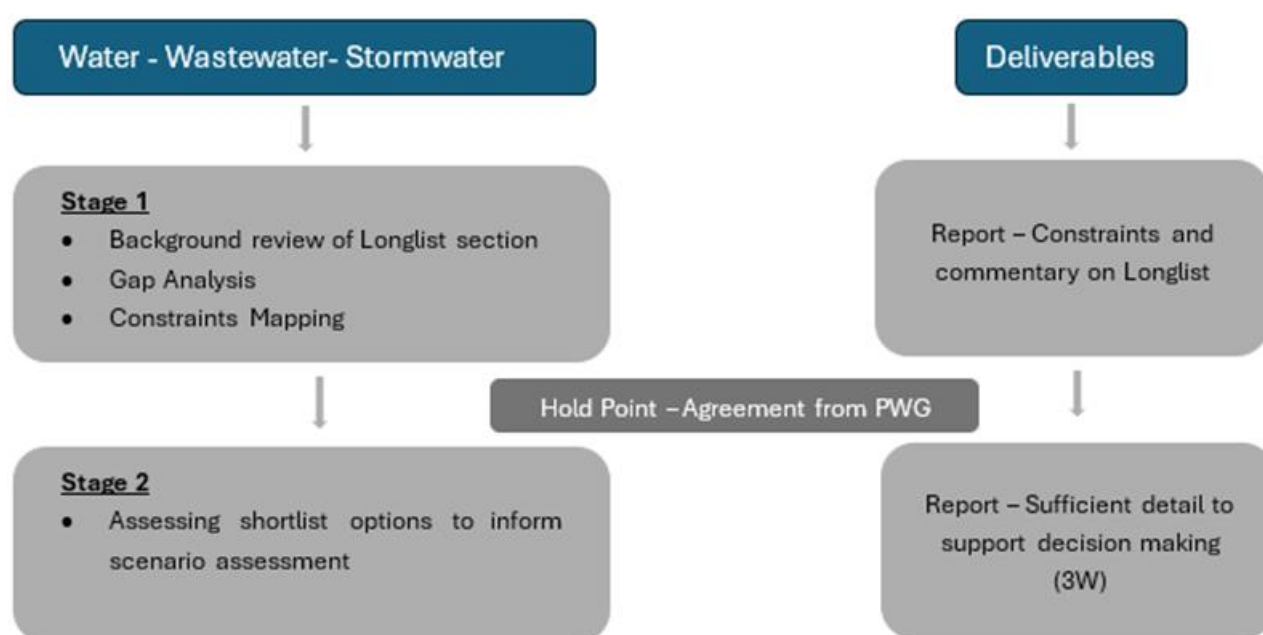 Water - Wastewater- Stormwater
Deliverables
Stage 1
• Background review of Longlist section
• Gap Analysis
• Constraints Mapping
Report – Constraints and
commentary on Longlist
Hold Point – Agreement from PWG
Stage 2
• Assessing shortlist options to inform
scenario assessment
Report – Sufficient detail to
support decision making
(3W)